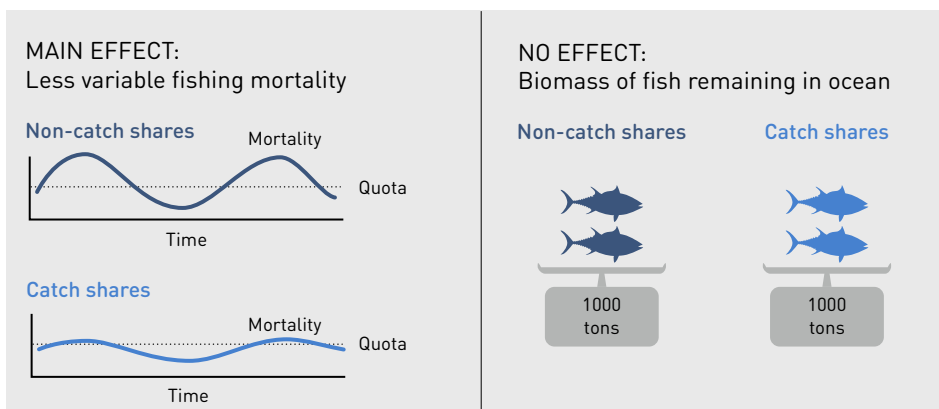 MAIN EFFECT:
Less variable fishing mortality
Non-catch shares
Mortality
Quota
Time
Catch shares
Mortality
Quota
Time
NO EFFECT:
Biomass of fish remaining in ocean
Non-catch shares
Catch shares
1000
tons
1000
tons